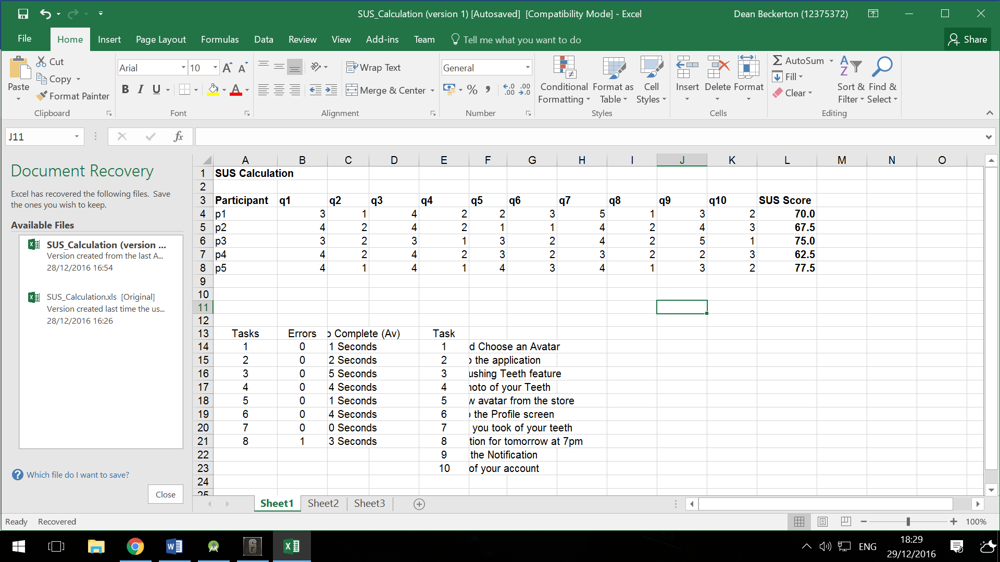 SUS_Calculation (version 1) [Autosaved] [Compatibility Mode] - Excel
Dean Beckerton (12375372)
File Home Insert Page Layout Formulas Data Review View Add-ins Team Tell me what you want to do Share
Paste
Cut
Copy
Format Painter
Clipboard
Arial 10
B I U
Font
Wrap Text
Merge & Center
Alignment
General
Number
Conditional Formatting
Format as Table
Cell Styles
Styles
Insert Delete Format
Cells
AutoSum
Fill
Clear
Sort & Filter
Find & Select
Editing
J11
fx
Document Recovery
Excel has recovered the following files. Save
the ones you wish to keep.
Available Files
SUS_Calculation (version ...
Version created from the last A...
28/12/2016 16:54
SUS_Calculation.xls [Original]
Version created last time the us...
28/12/2016 16:26
Which file do I want to save?
Close
A B C D E F G H I J K L M N O
1 SUS Calculation
2
3 Participant q1 q2 q3 q4 q5 q6 q7 q8 q9 q10 SUS Score
4 p1 3 1 4 2 2 3 5 1 3 2 70.0
5 p2 4 2 4 2 1 1 4 2 4 3 67.5
6 p3 3 2 3 1 3 2 4 2 5 1 75.0
7 p4 4 2 4 2 3 2 3 2 2 3 62.5
8 p5 4 1 4 1 4 3 4 1 3 2 77.5
9
10
11
12
13 Tasks Errors Complete (Av) Task
14 1 0 1 Seconds 1 d Choose an Avatar
15 2 0 2 Seconds 2 the application
16 3 0 5 Seconds 3 ushing Teeth feature
17 4 0 4 Seconds 4 hoto of your Teeth
18 5 0 1 Seconds 5 w avatar from the store
19 6 0 4 Seconds 6 the Profile screen
20 7 0 0 Seconds 7 you took of your teeth
21 8 1 3 Seconds 8 tion for tomorrow at 7pm
22 9 the Notification
23 10 of your account
24
25
Sheet1 Sheet2 Sheet3
Ready Recovered
100%
ENG
18:29
29/12/2016